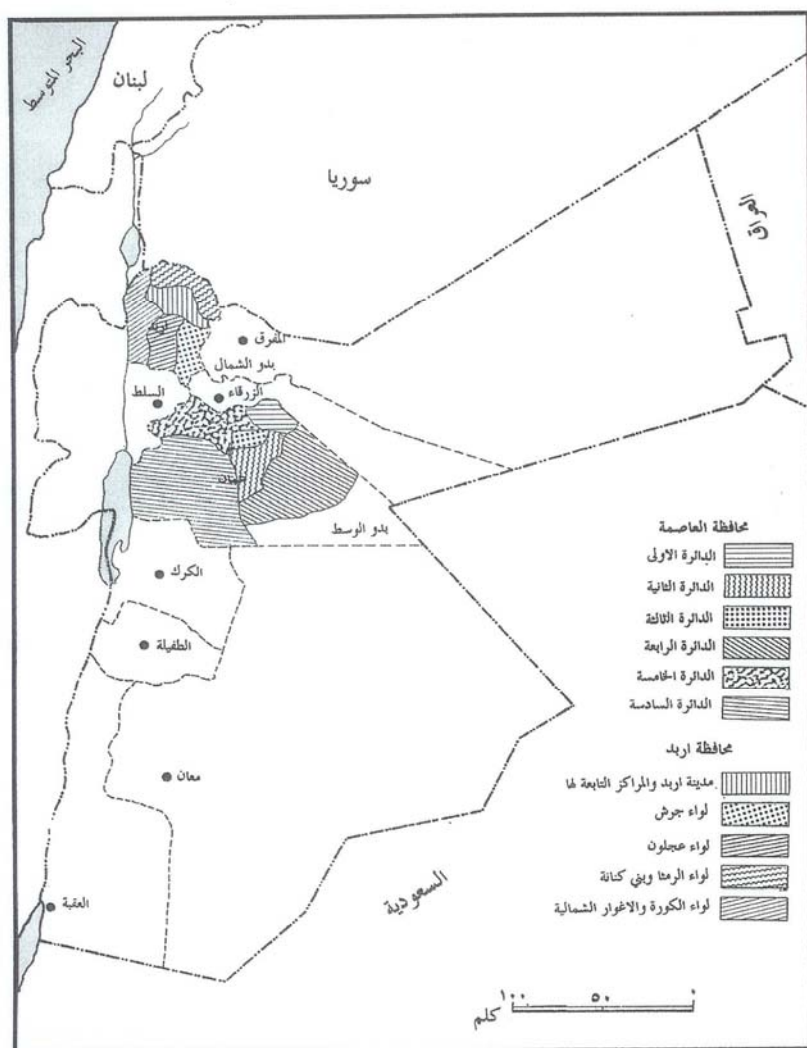 البحر المتوسط
لبنان
سوريا
العراق
اربد
المفرق
بدو الشمال
السلط
الزرقاء
عمان
بدو الوسط
الكرك
الطفيلة
معان
العقبة
السعودية
محافظة العاصمة
الدائرة الاولى
الدائرة الثانية
الدائرة الثالثة
الدائرة الرابعة
الدائرة الخامسة
الدائرة السادسة
محافظة اربد
مدينة اربد والمراكز التابعة لها
لواء جرش
لواء عجلون
لواء الرمثا وبني كنانة
لواء الكورة والاغوار الشمالية
١٠٠ ٥٠ ٠
كلم